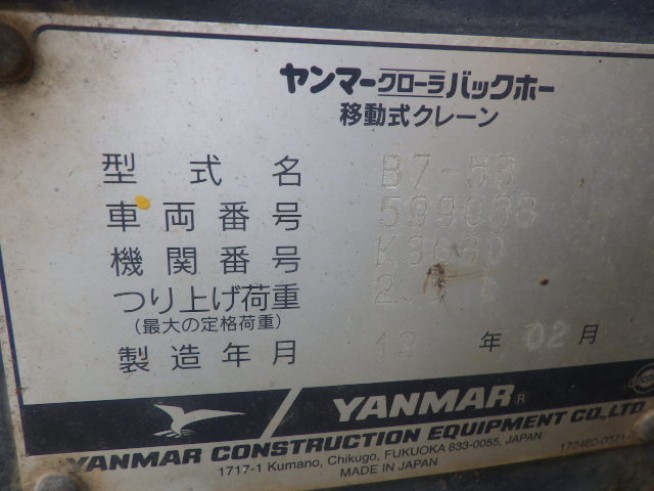 ヤンマークローラバックホー
移動式クレーン
型式名
車両番号
機関番号
つり上げ荷重
(最大の定格荷重)
製造年月 12 年 02 月
YANMAR
YANMAR CONSTRUCTION EQUIPMENT CO., LTD.
1717-1 Kumano, Chikugo, FUKUOKA 833-0055, JAPAN
MADE IN JAPAN